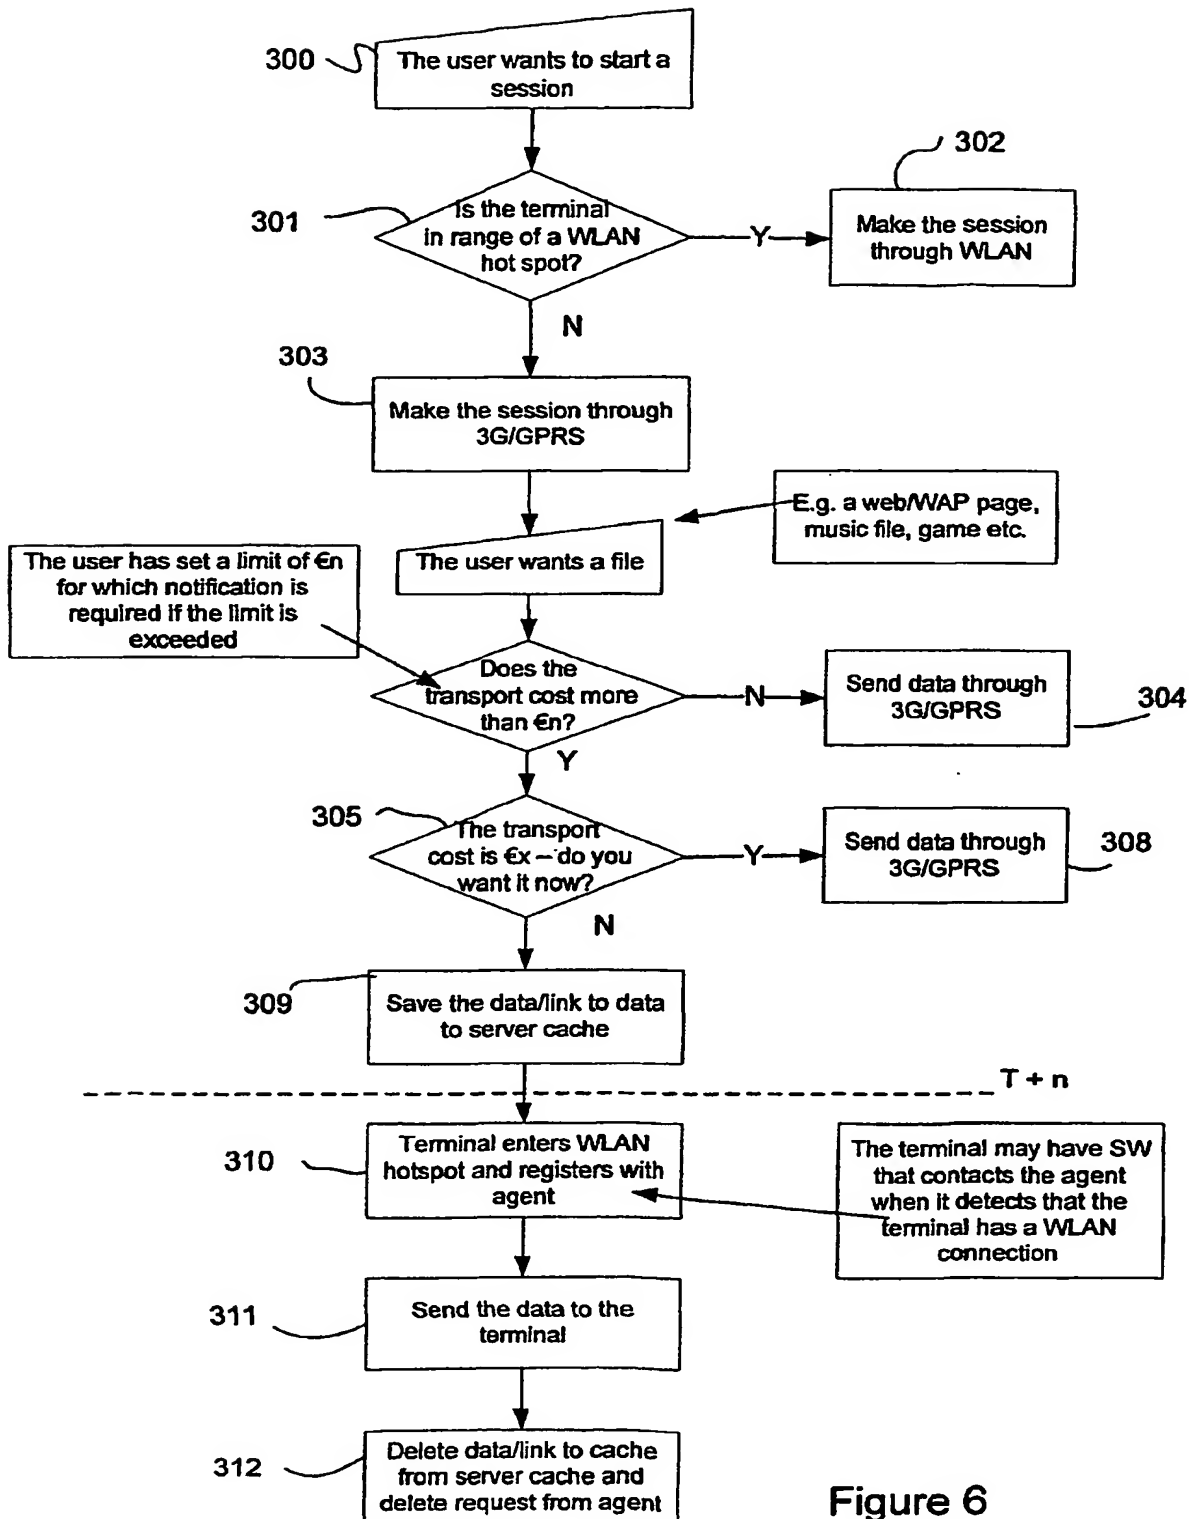 300
The user wants to start a
session
302
301
Is the terminal
in range of a WLAN
hot spot?
Y
Make the session
through WLAN
N
303
Make the session through
3G/GPRS
E.g. a web/WAP page,
music file, game etc.
The user has set a limit of €n
for which notification is
required if the limit is
exceeded
The user wants a file
Does the
transport cost more
than €n?
N
Send data through
3G/GPRS
304
Y
305
The transport
cost is €x – do you
want it now?
Y
Send data through
3G/GPRS
308
N
309
Save the data/link to data
to server cache
T + n
310
Terminal enters WLAN
hotspot and registers with
agent
The terminal may have SW
that contacts the agent
when it detects that the
terminal has a WLAN
connection
311
Send the data to the
terminal
312
Delete data/link to cache
from server cache and
delete request from agent
Figure 6